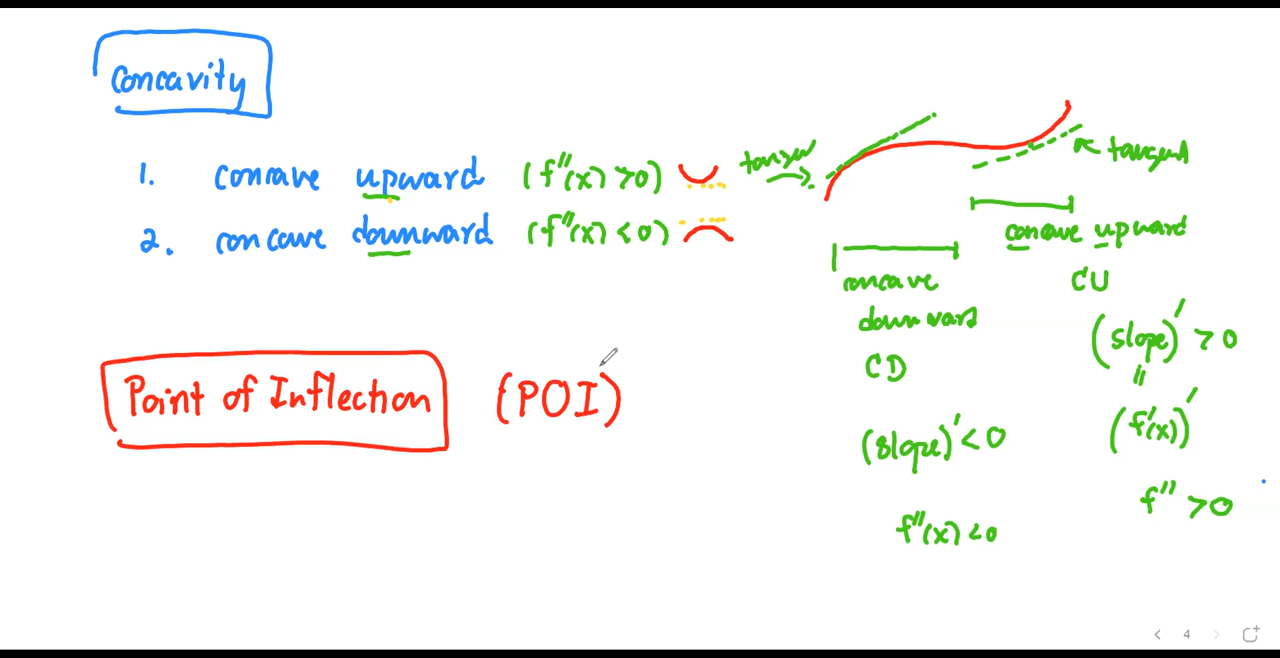 Concavity
1. concave upward (f''(x) > 0)
2. concave downward (f''(x) < 0)
tangent
concave upward
CU
(slope)' > 0
=
(f'(x))'
f'' > 0
concave
downward
CD
(slope)' < 0
f''(x) < 0
Point of Inflection (POI)
4